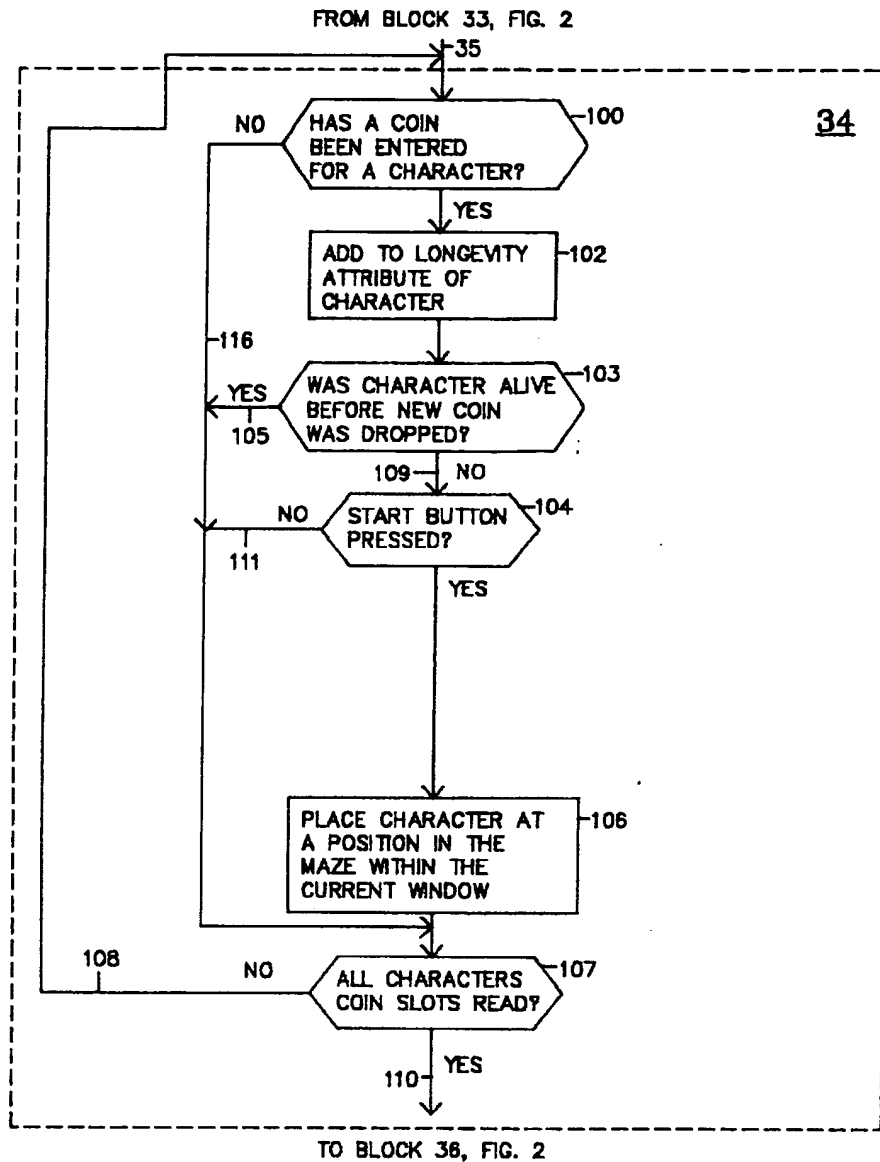 FROM BLOCK 33, FIG. 2
35
34
100
NO
HAS A COIN
BEEN ENTERED
FOR A CHARACTER?
YES
102
ADD TO LONGEVITY
ATTRIBUTE OF
CHARACTER
116
103
YES
105
WAS CHARACTER ALIVE
BEFORE NEW COIN
WAS DROPPED?
109
NO
104
NO
111
START BUTTON
PRESSED?
YES
106
PLACE CHARACTER AT
A POSITION IN THE
MAZE WITHIN THE
CURRENT WINDOW
108
NO
107
ALL CHARACTERS
COIN SLOTS READ?
110
YES
TO BLOCK 36, FIG. 2